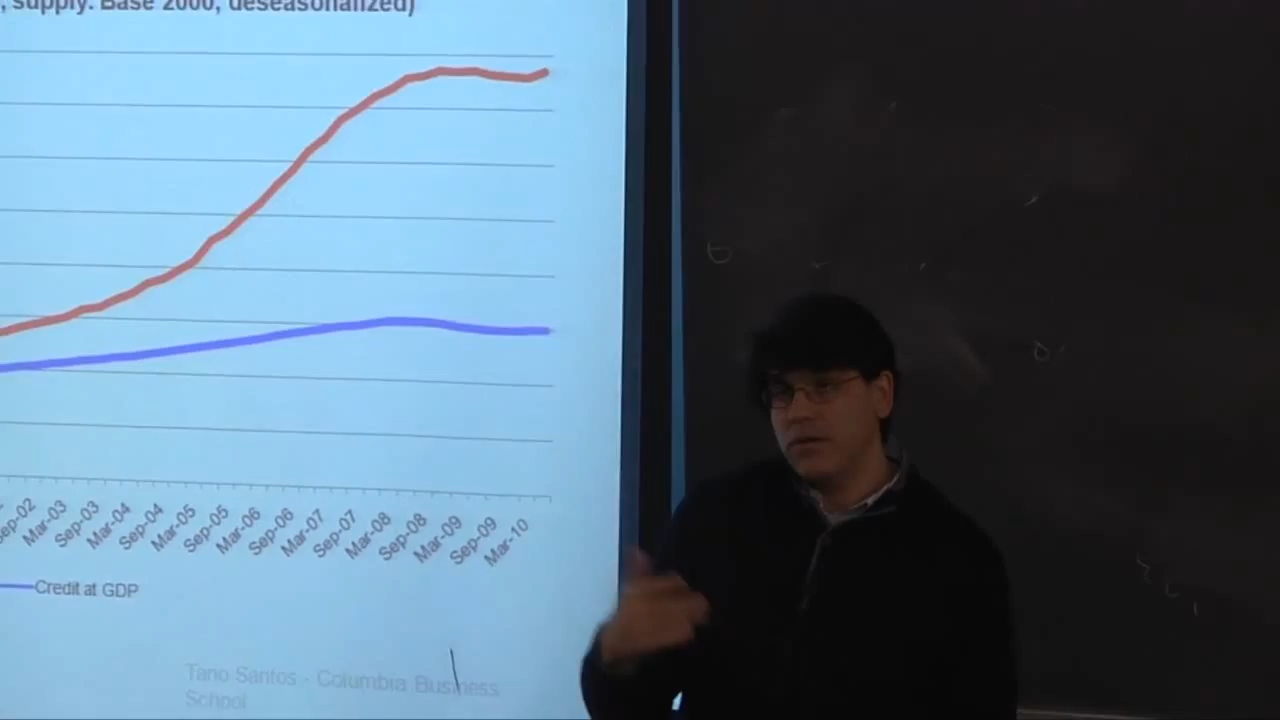 , supply. Base 2000, deseasonalized)
Sep-02
Mar-03
Sep-03
Mar-04
Sep-04
Mar-05
Sep-05
Mar-06
Sep-06
Mar-07
Sep-07
Mar-08
Sep-08
Mar-09
Sep-09
Mar-10
Credit at GDP
Tano Santos - Columbia Business
School